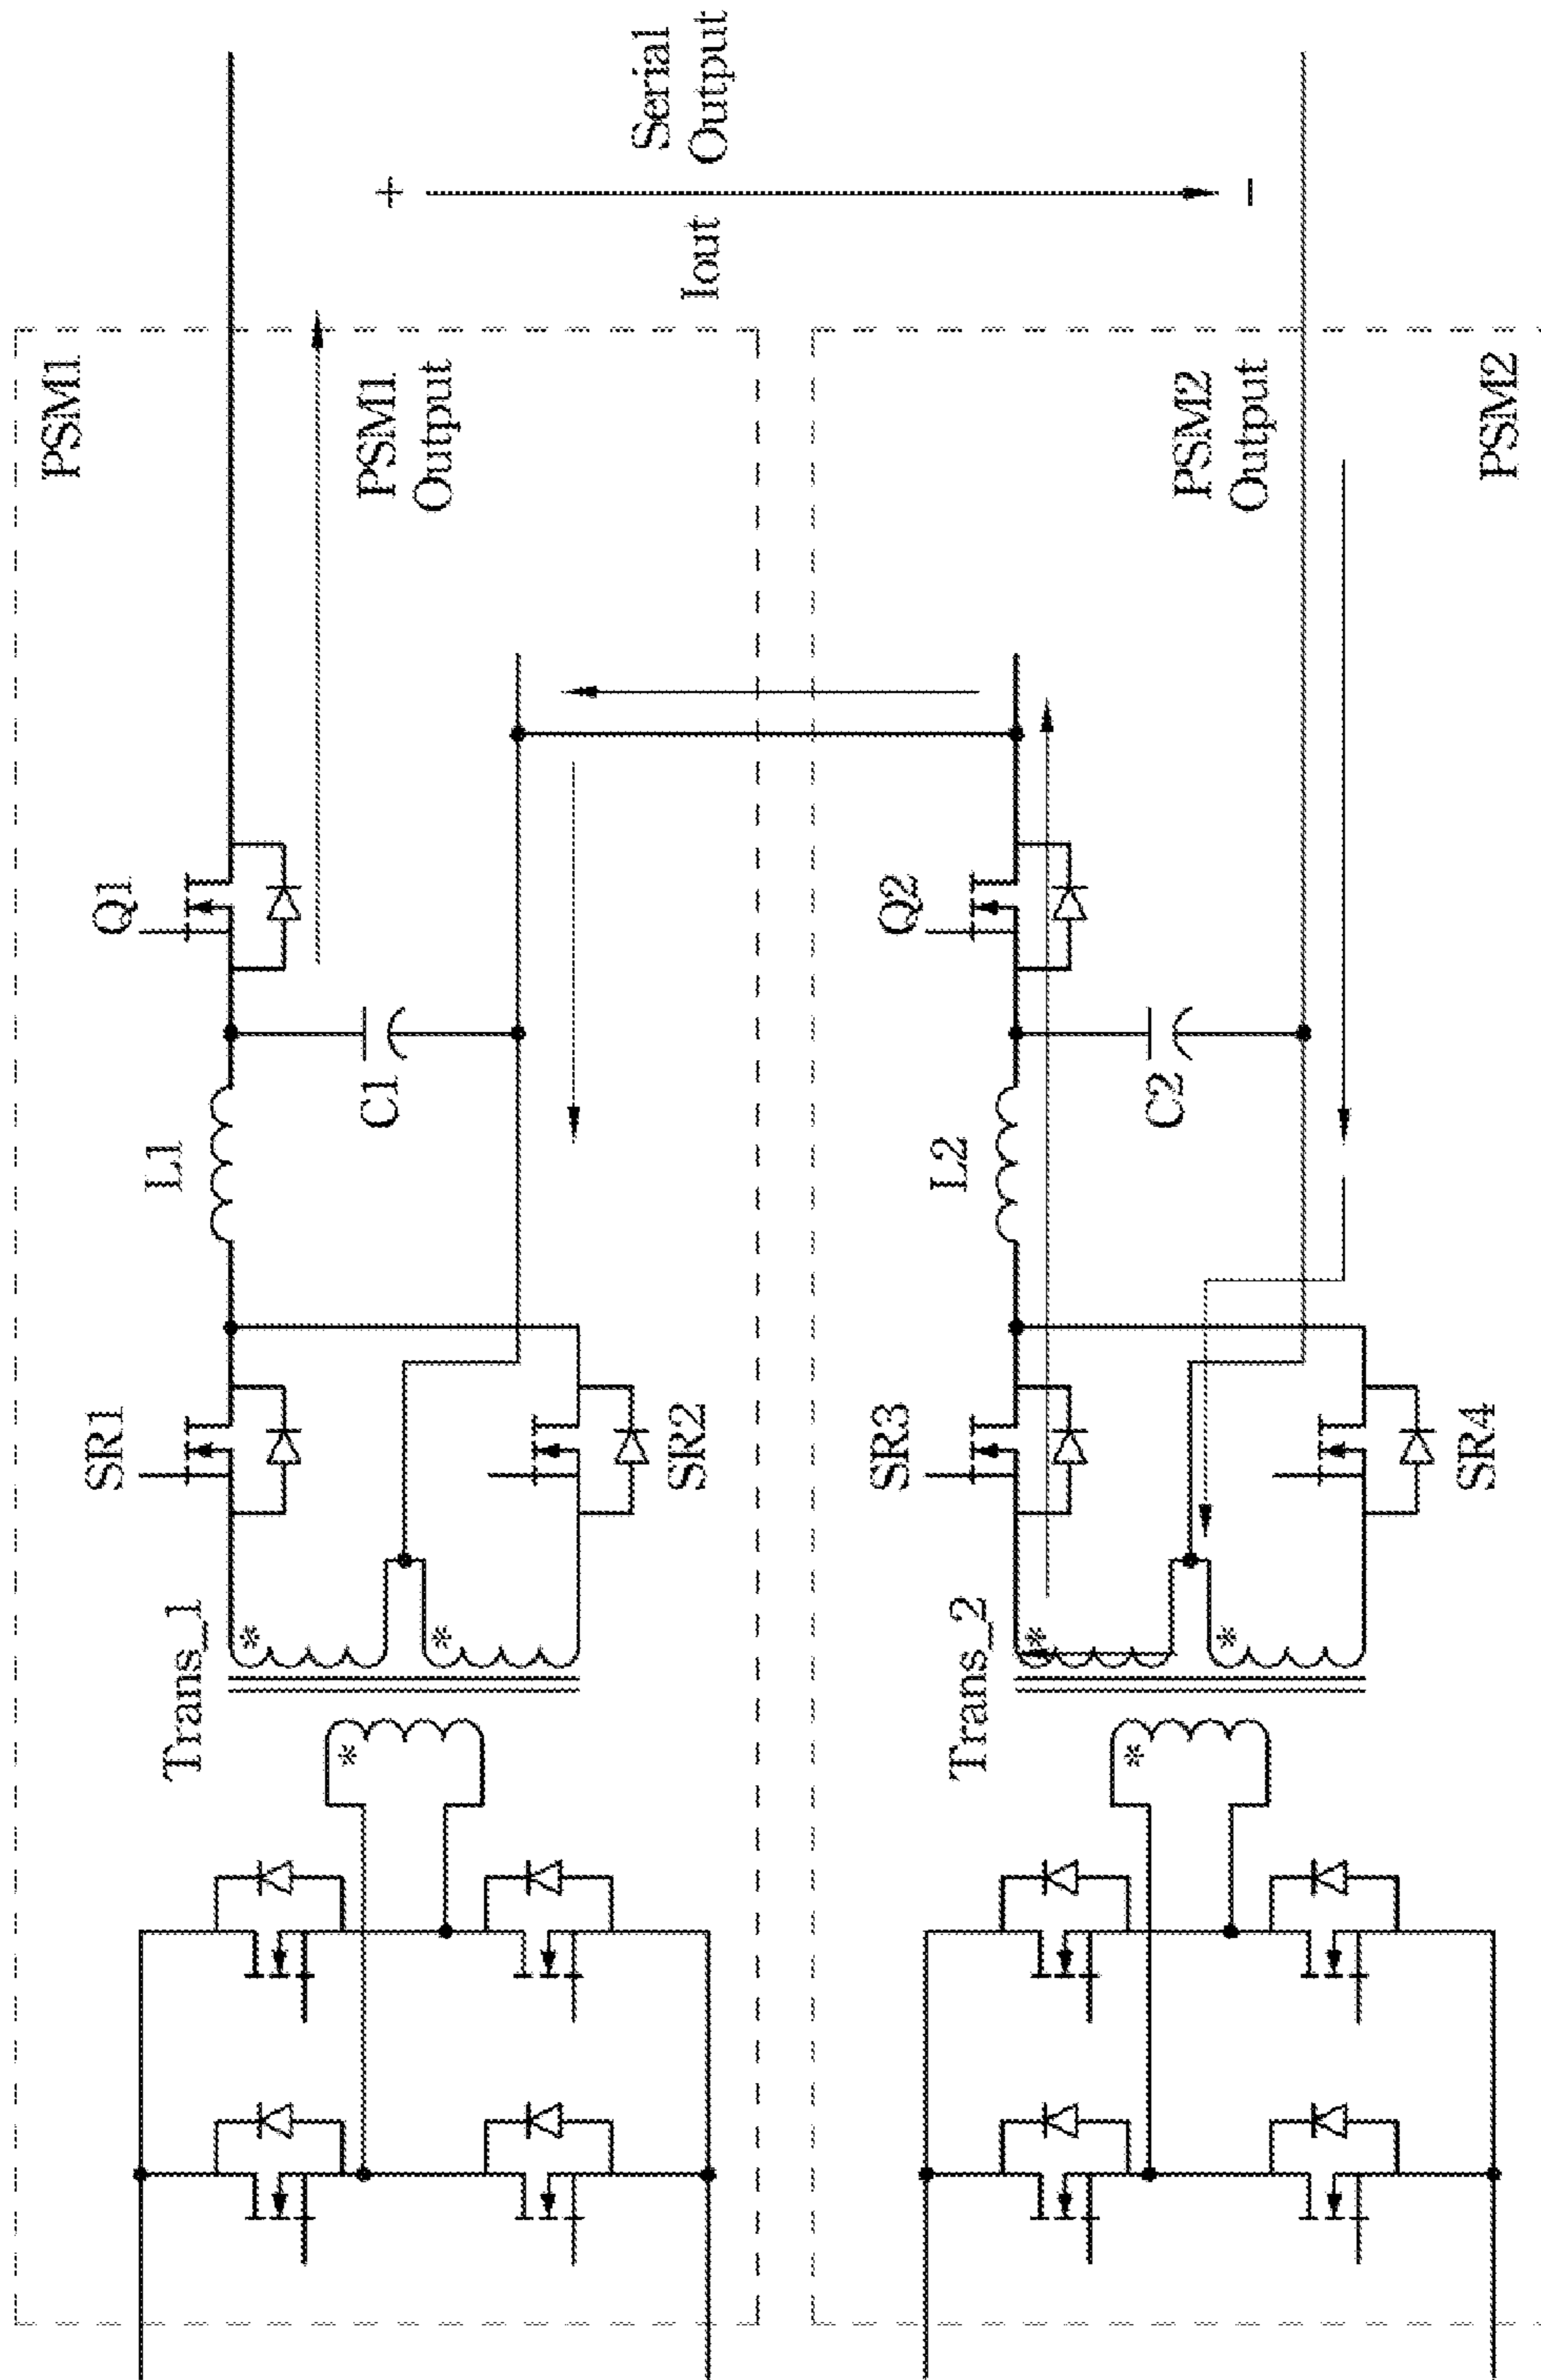 PSM1
Trans_1
SR1
SR2
L1
C1
Q1
PSM1
Output
+
Iout
Serial
Output
-
Trans_2
SR3
SR4
L2
C2
Q2
PSM2
Output
PSM2
*
*
*
*
*
*